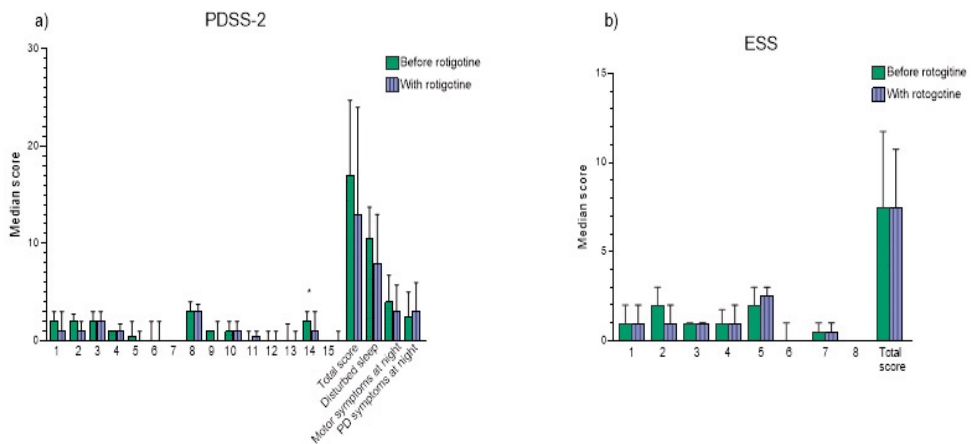 a)
PDSS-2
Before rotigotine
With rotigotine
Median score
30
20
10
0
1 2 3 4 5 6 7 8 9 10 11 12 13 14 15
*
Total score
Disturbed sleep
Motor symptoms at night
PD symptoms at night
b)
ESS
Before rotogitine
With rotogotine
Median score
15
10
5
0
1 2 3 4 5 6 7 8 Total
score